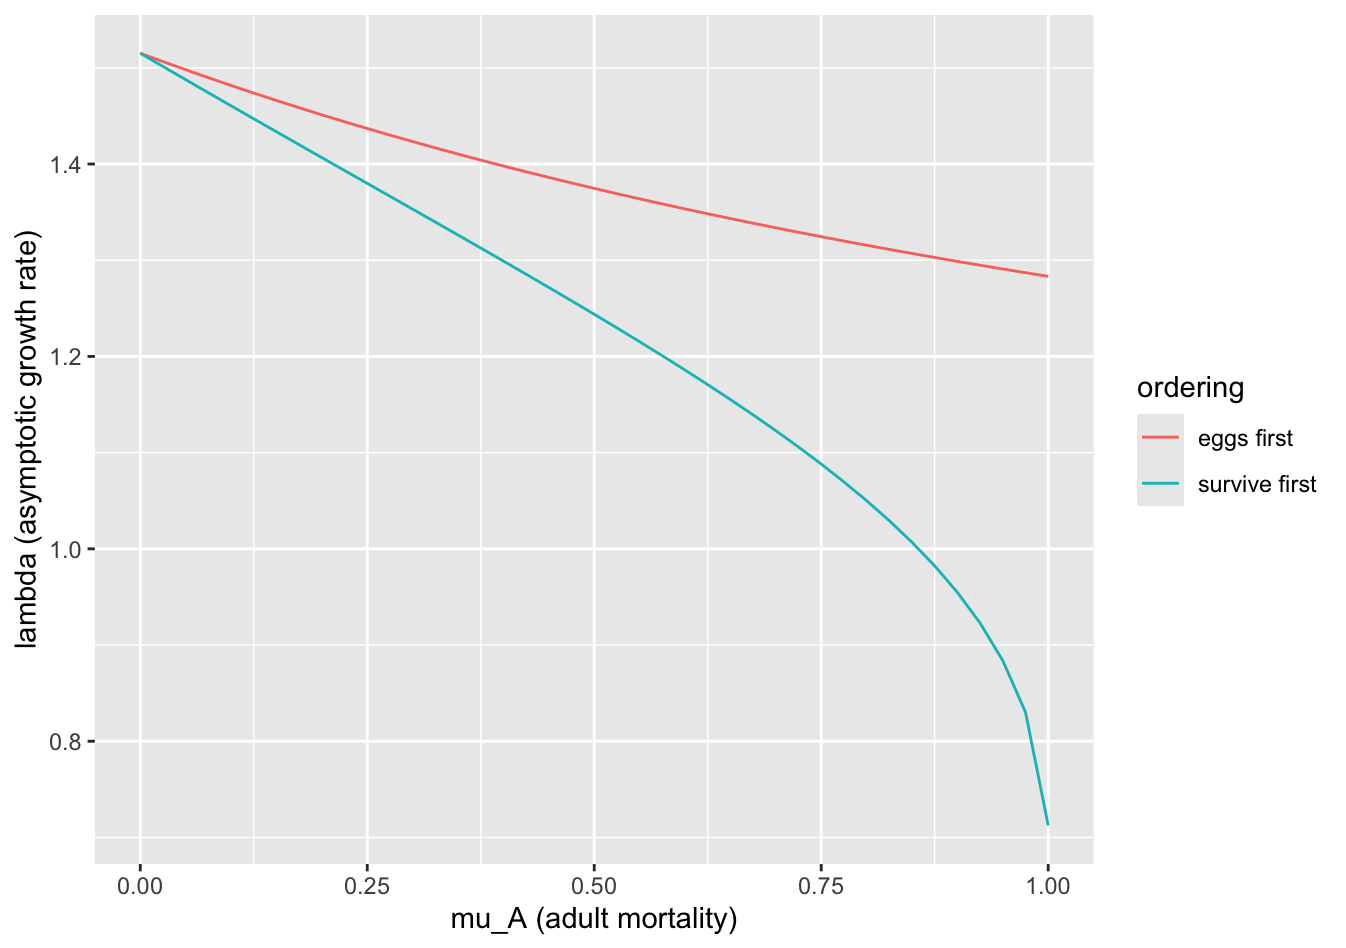 lambda (asymptotic growth rate)
1.4
1.2
1.0
0.8
0.00 0.25 0.50 0.75 1.00
mu_A (adult mortality)
ordering
eggs first
survive first